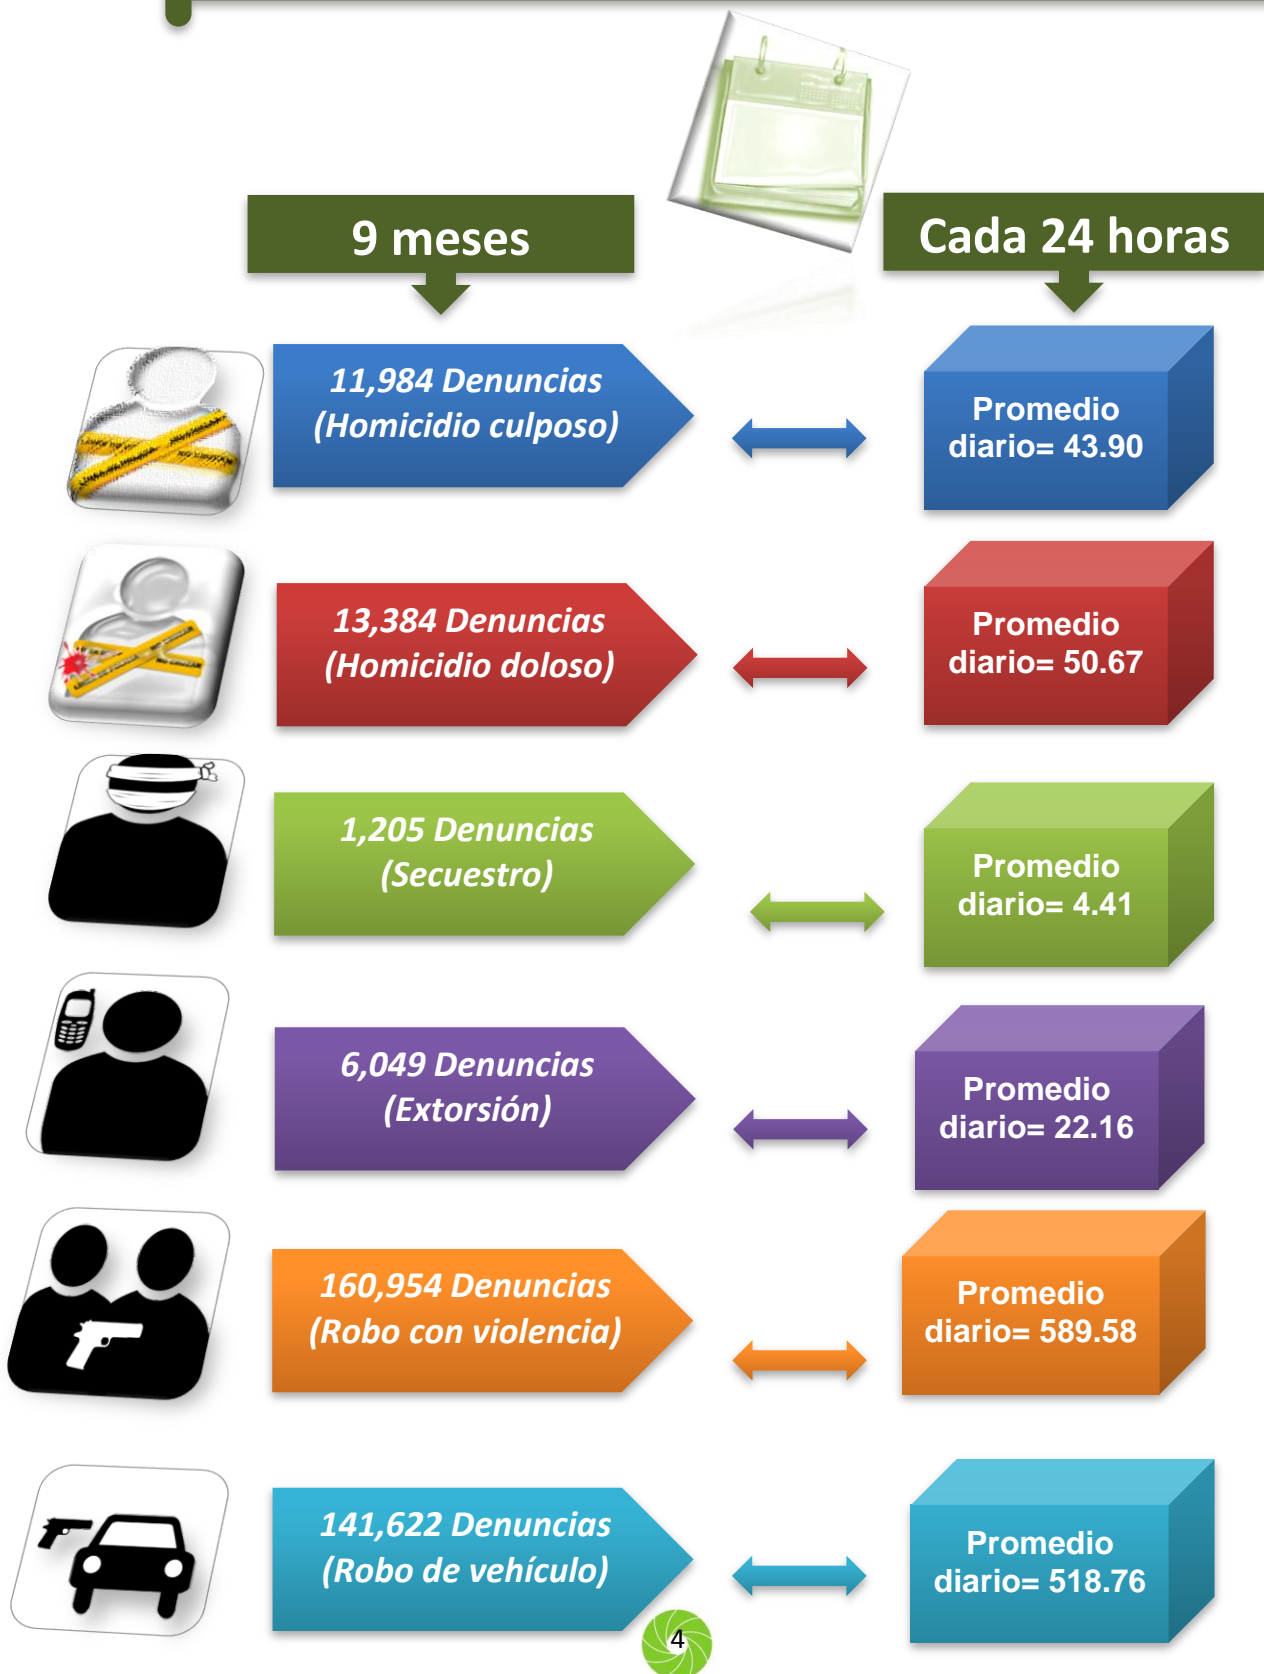 9 meses
Cada 24 horas
11,984 Denuncias
(Homicidio culposo)
Promedio
diario= 43.90
13,384 Denuncias
(Homicidio doloso)
Promedio
diario= 50.67
1,205 Denuncias
(Secuestro)
Promedio
diario= 4.41
6,049 Denuncias
(Extorsión)
Promedio
diario= 22.16
160,954 Denuncias
(Robo con violencia)
Promedio
diario= 589.58
141,622 Denuncias
(Robo de vehículo)
Promedio
diario= 518.76
4